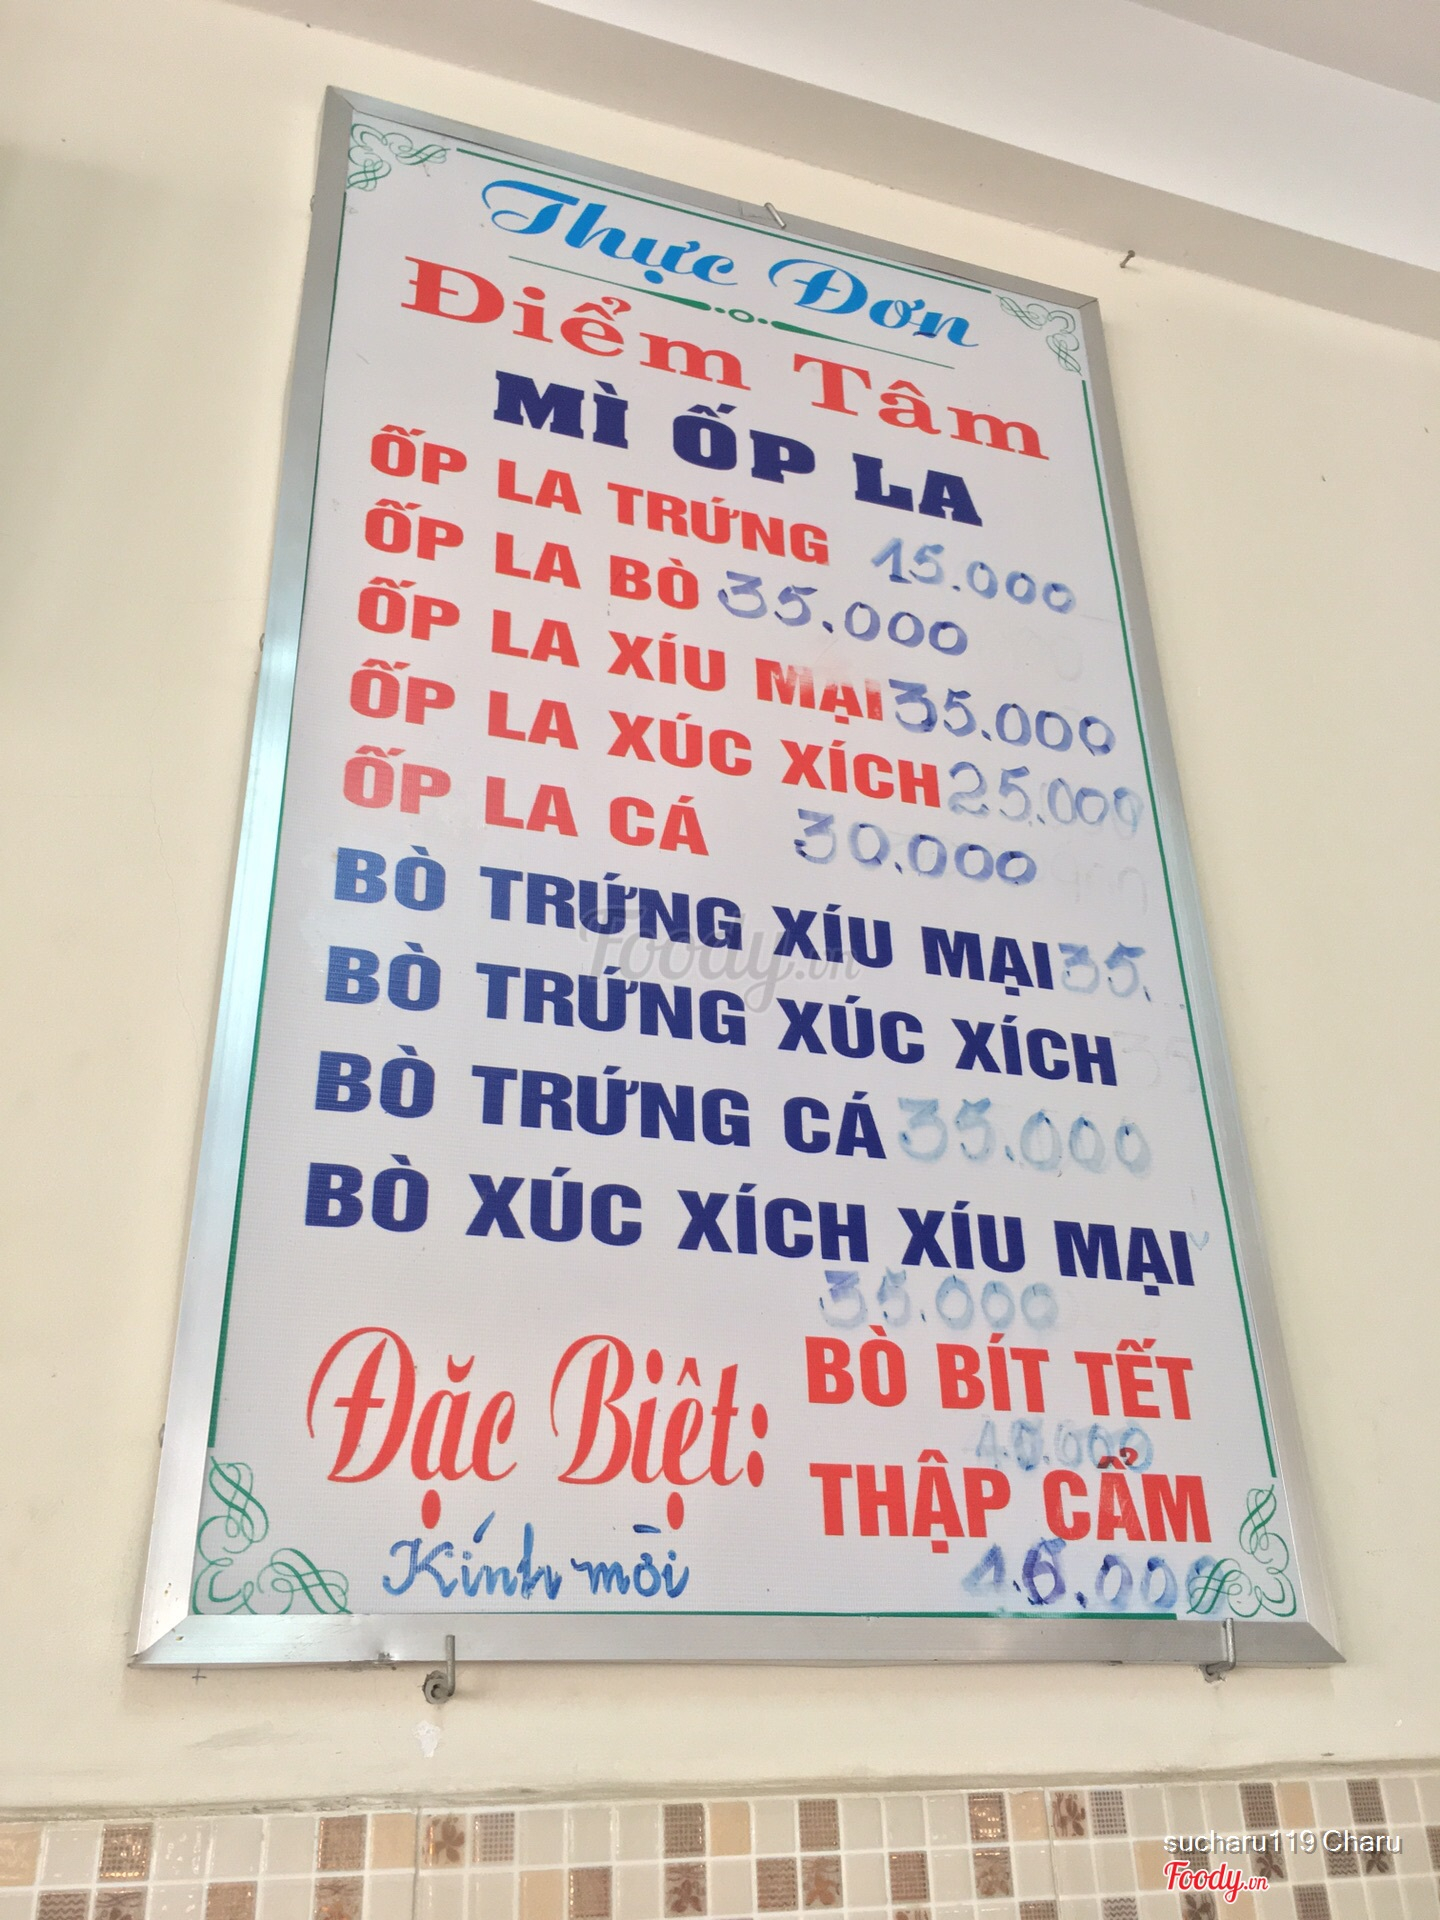 Thực Đơn
Điểm Tâm
MÌ ỐP LA
ỐP LA TRỨNG 15.000
ỐP LA BÒ 35.000
ỐP LA XÍU MẠI 35.000
ỐP LA XÚC XÍCH 25.000
ỐP LA CÁ 30.000
BÒ TRỨNG XÍU MẠI 35.
BÒ TRỨNG XÚC XÍCH 35
BÒ TRỨNG CÁ 35.000
BÒ XÚC XÍCH XÍU MẠI
35.000
Đặc Biệt: BÒ BÍT TẾT
THẬP CẨM
Kính mời
Foody.vn
sucharu119 Charu
Foody.vn